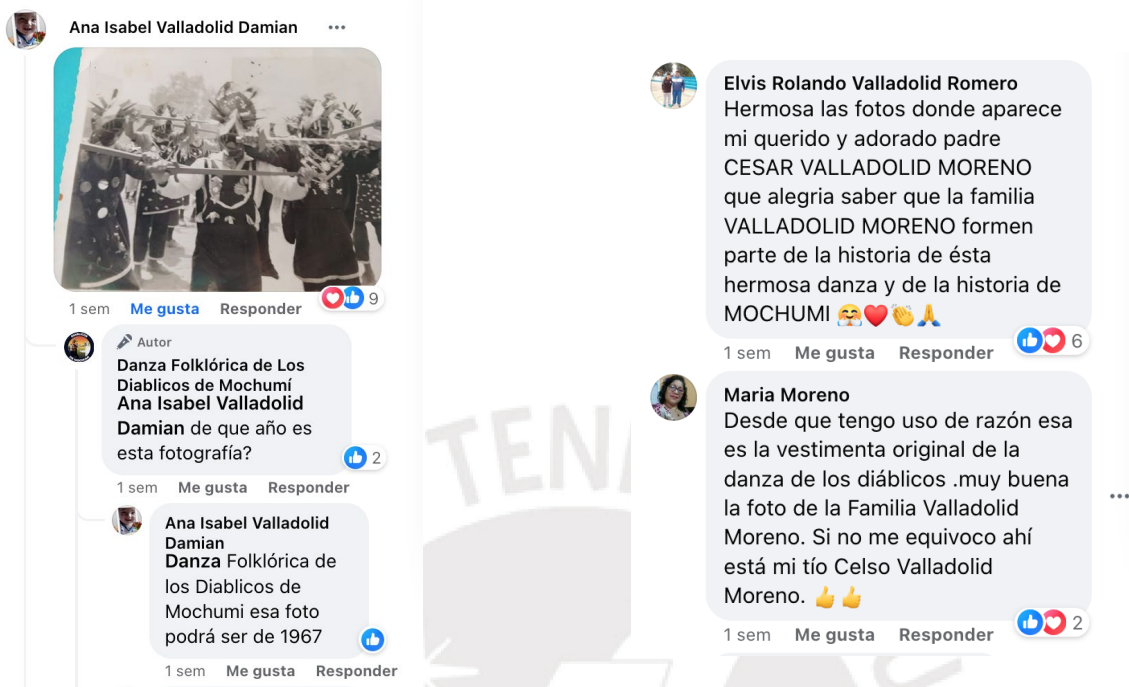 Ana Isabel Valladolid Damian
1 sem Me gusta Responder 9
Autor
Danza Folklórica de Los
Diablicos de Mochumí
Ana Isabel Valladolid
Damian de que año es
esta fotografía?
2
1 sem Me gusta Responder
Ana Isabel Valladolid
Damian
Danza Folklórica de
los Diablicos de
Mochumi esa foto
podrá ser de 1967
1 sem Me gusta Responder
Elvis Rolando Valladolid Romero
Hermosa las fotos donde aparece
mi querido y adorado padre
CESAR VALLADOLID MORENO
que alegria saber que la familia
VALLADOLID MORENO formen
parte de la historia de ésta
hermosa danza y de la historia de
MOCHUMI 🤗❤️👏🙏
6
1 sem Me gusta Responder
Maria Moreno
Desde que tengo uso de razón esa
es la vestimenta original de la
danza de los diáblicos .muy buena
la foto de la Familia Valladolid
Moreno. Si no me equivoco ahí
está mi tío Celso Valladolid
Moreno. 👍👍
2
1 sem Me gusta Responder
TEN